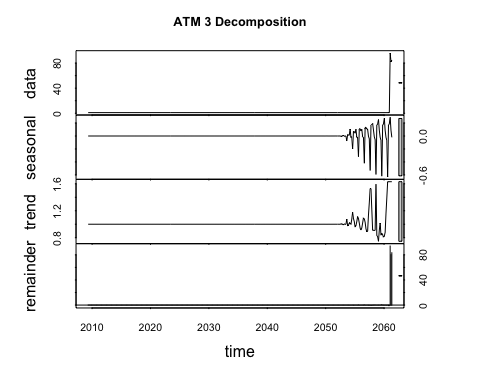 ATM 3 Decomposition
data
0 40 80
seasonal
-0.6 0.0
trend
0.8 1.2 1.6
remainder
0 40 80
2010 2020 2030 2040 2050 2060
time